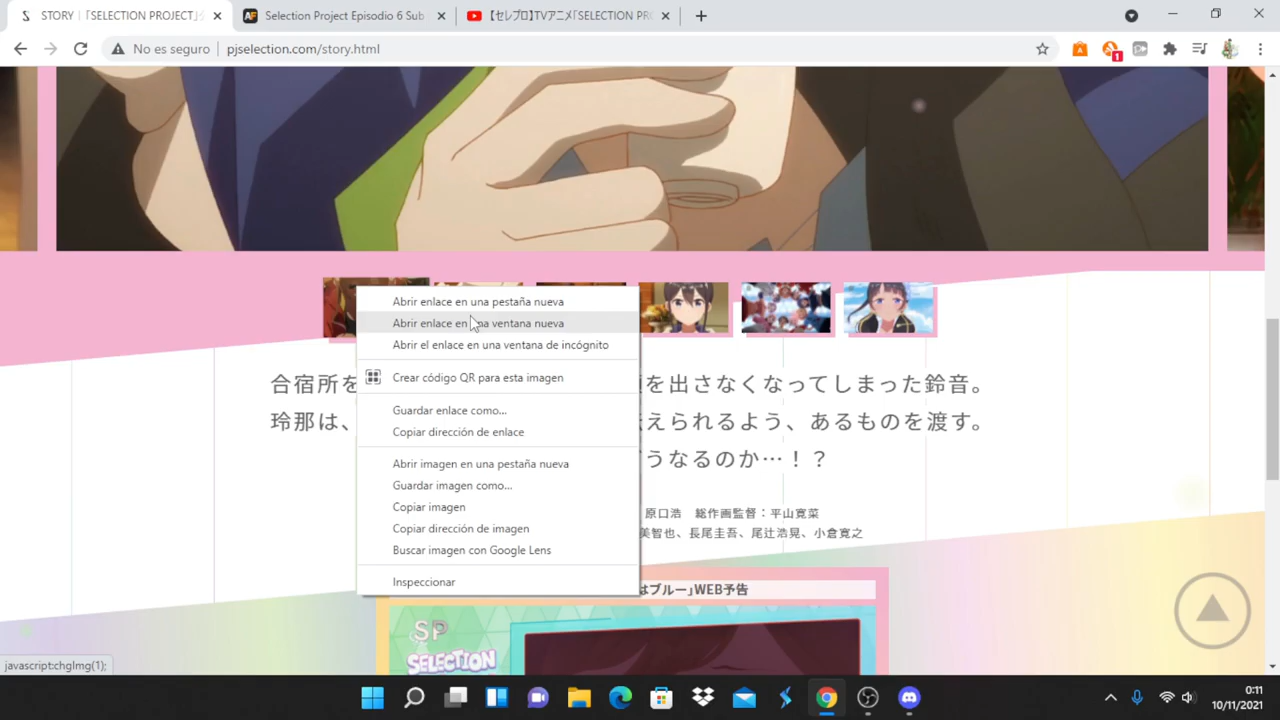 STORY｜「SELECTION PROJECT」
Selection Project Episodio 6 Sub
【セレプロ】TVアニメ「SELECTION PRO
No es seguro
pjselection.com/story.html
1
Abrir enlace en una pestaña nueva
Abrir enlace en una ventana nueva
Abrir el enlace en una ventana de incógnito
Crear código QR para esta imagen
Guardar enlace como...
Copiar dirección de enlace
Abrir imagen en una pestaña nueva
Guardar imagen como...
Copiar imagen
Copiar dirección de imagen
Buscar imagen con Google Lens
Inspeccionar
合宿所を
を出さなくなってしまった鈴音。
玲那は、
えられるよう、あるものを渡す。
うなるのか…！？
原口浩 総作画監督：平山寛菜
美智也、長尾圭吾、尾辻浩晃、小倉寛之
はブルー」WEB予告
SP
SELECTION
javascript:chgImg(1);
0:11
10/11/2021